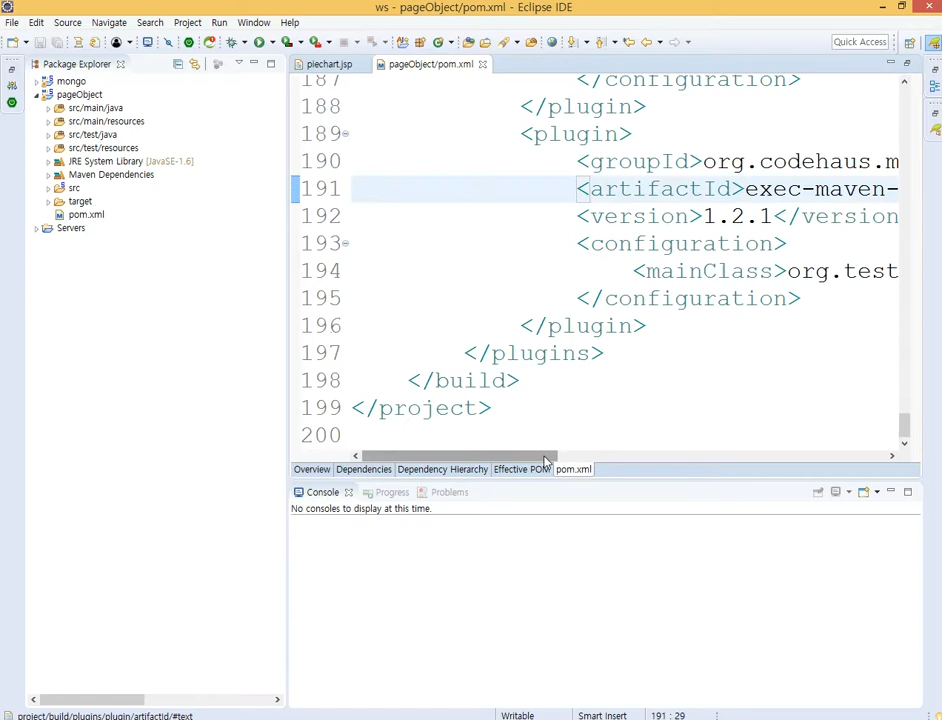 ws - pageObject/pom.xml - Eclipse IDE
File Edit Source Navigate Search Project Run Window Help
Quick Access
Package Explorer
mongo
pageObject
src/main/java
src/main/resources
src/test/java
src/test/resources
JRE System Library [JavaSE-1.6]
Maven Dependencies
src
target
pom.xml
Servers
piechart.jsp pageObject/pom.xml
187 </configuration>
188 </plugin>
189 <plugin>
190 <groupId>org.codehaus.m
191 <artifactId>exec-maven-
192 <version>1.2.1</version
193 <configuration>
194 <mainClass>org.test
195 </configuration>
196 </plugin>
197 </plugins>
198 </build>
199 </project>
200
Overview Dependencies Dependency Hierarchy Effective POM pom.xml
Console Progress Problems
No consoles to display at this time.
project/build/plugins/plugin/artifactId/#text Writable Smart Insert 191 : 29